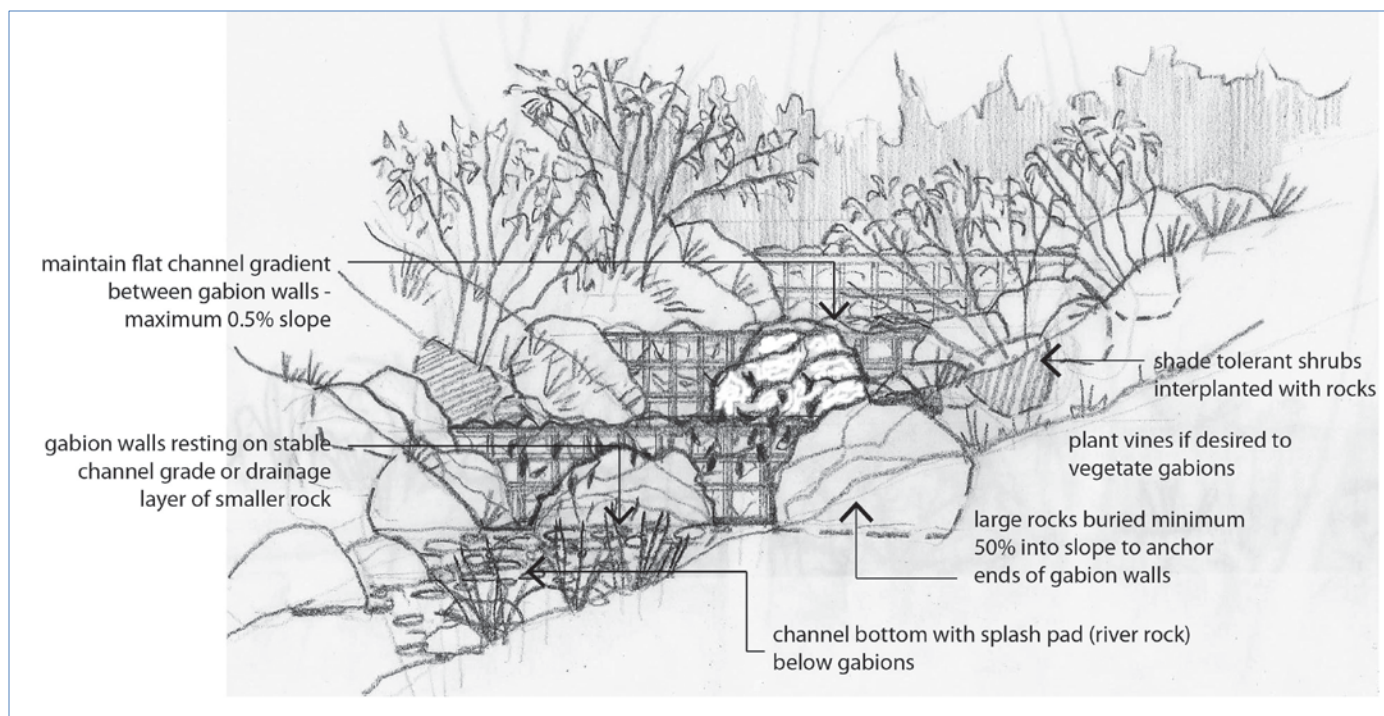 maintain flat channel gradient
between gabion walls -
maximum 0.5% slope
shade tolerant shrubs
interplanted with rocks
gabion walls resting on stable
channel grade or drainage
layer of smaller rock
plant vines if desired to
vegetate gabions
large rocks buried minimum
50% into slope to anchor
ends of gabion walls
channel bottom with splash pad (river rock)
below gabions